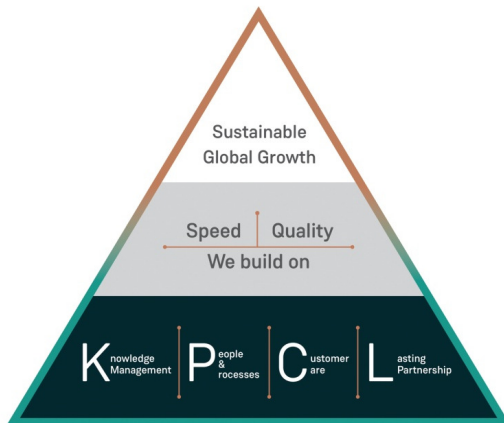 Sustainable
Global Growth
Speed Quality
We build on
Knowledge Management
People & Processes
Customer Care
Lasting Partnership